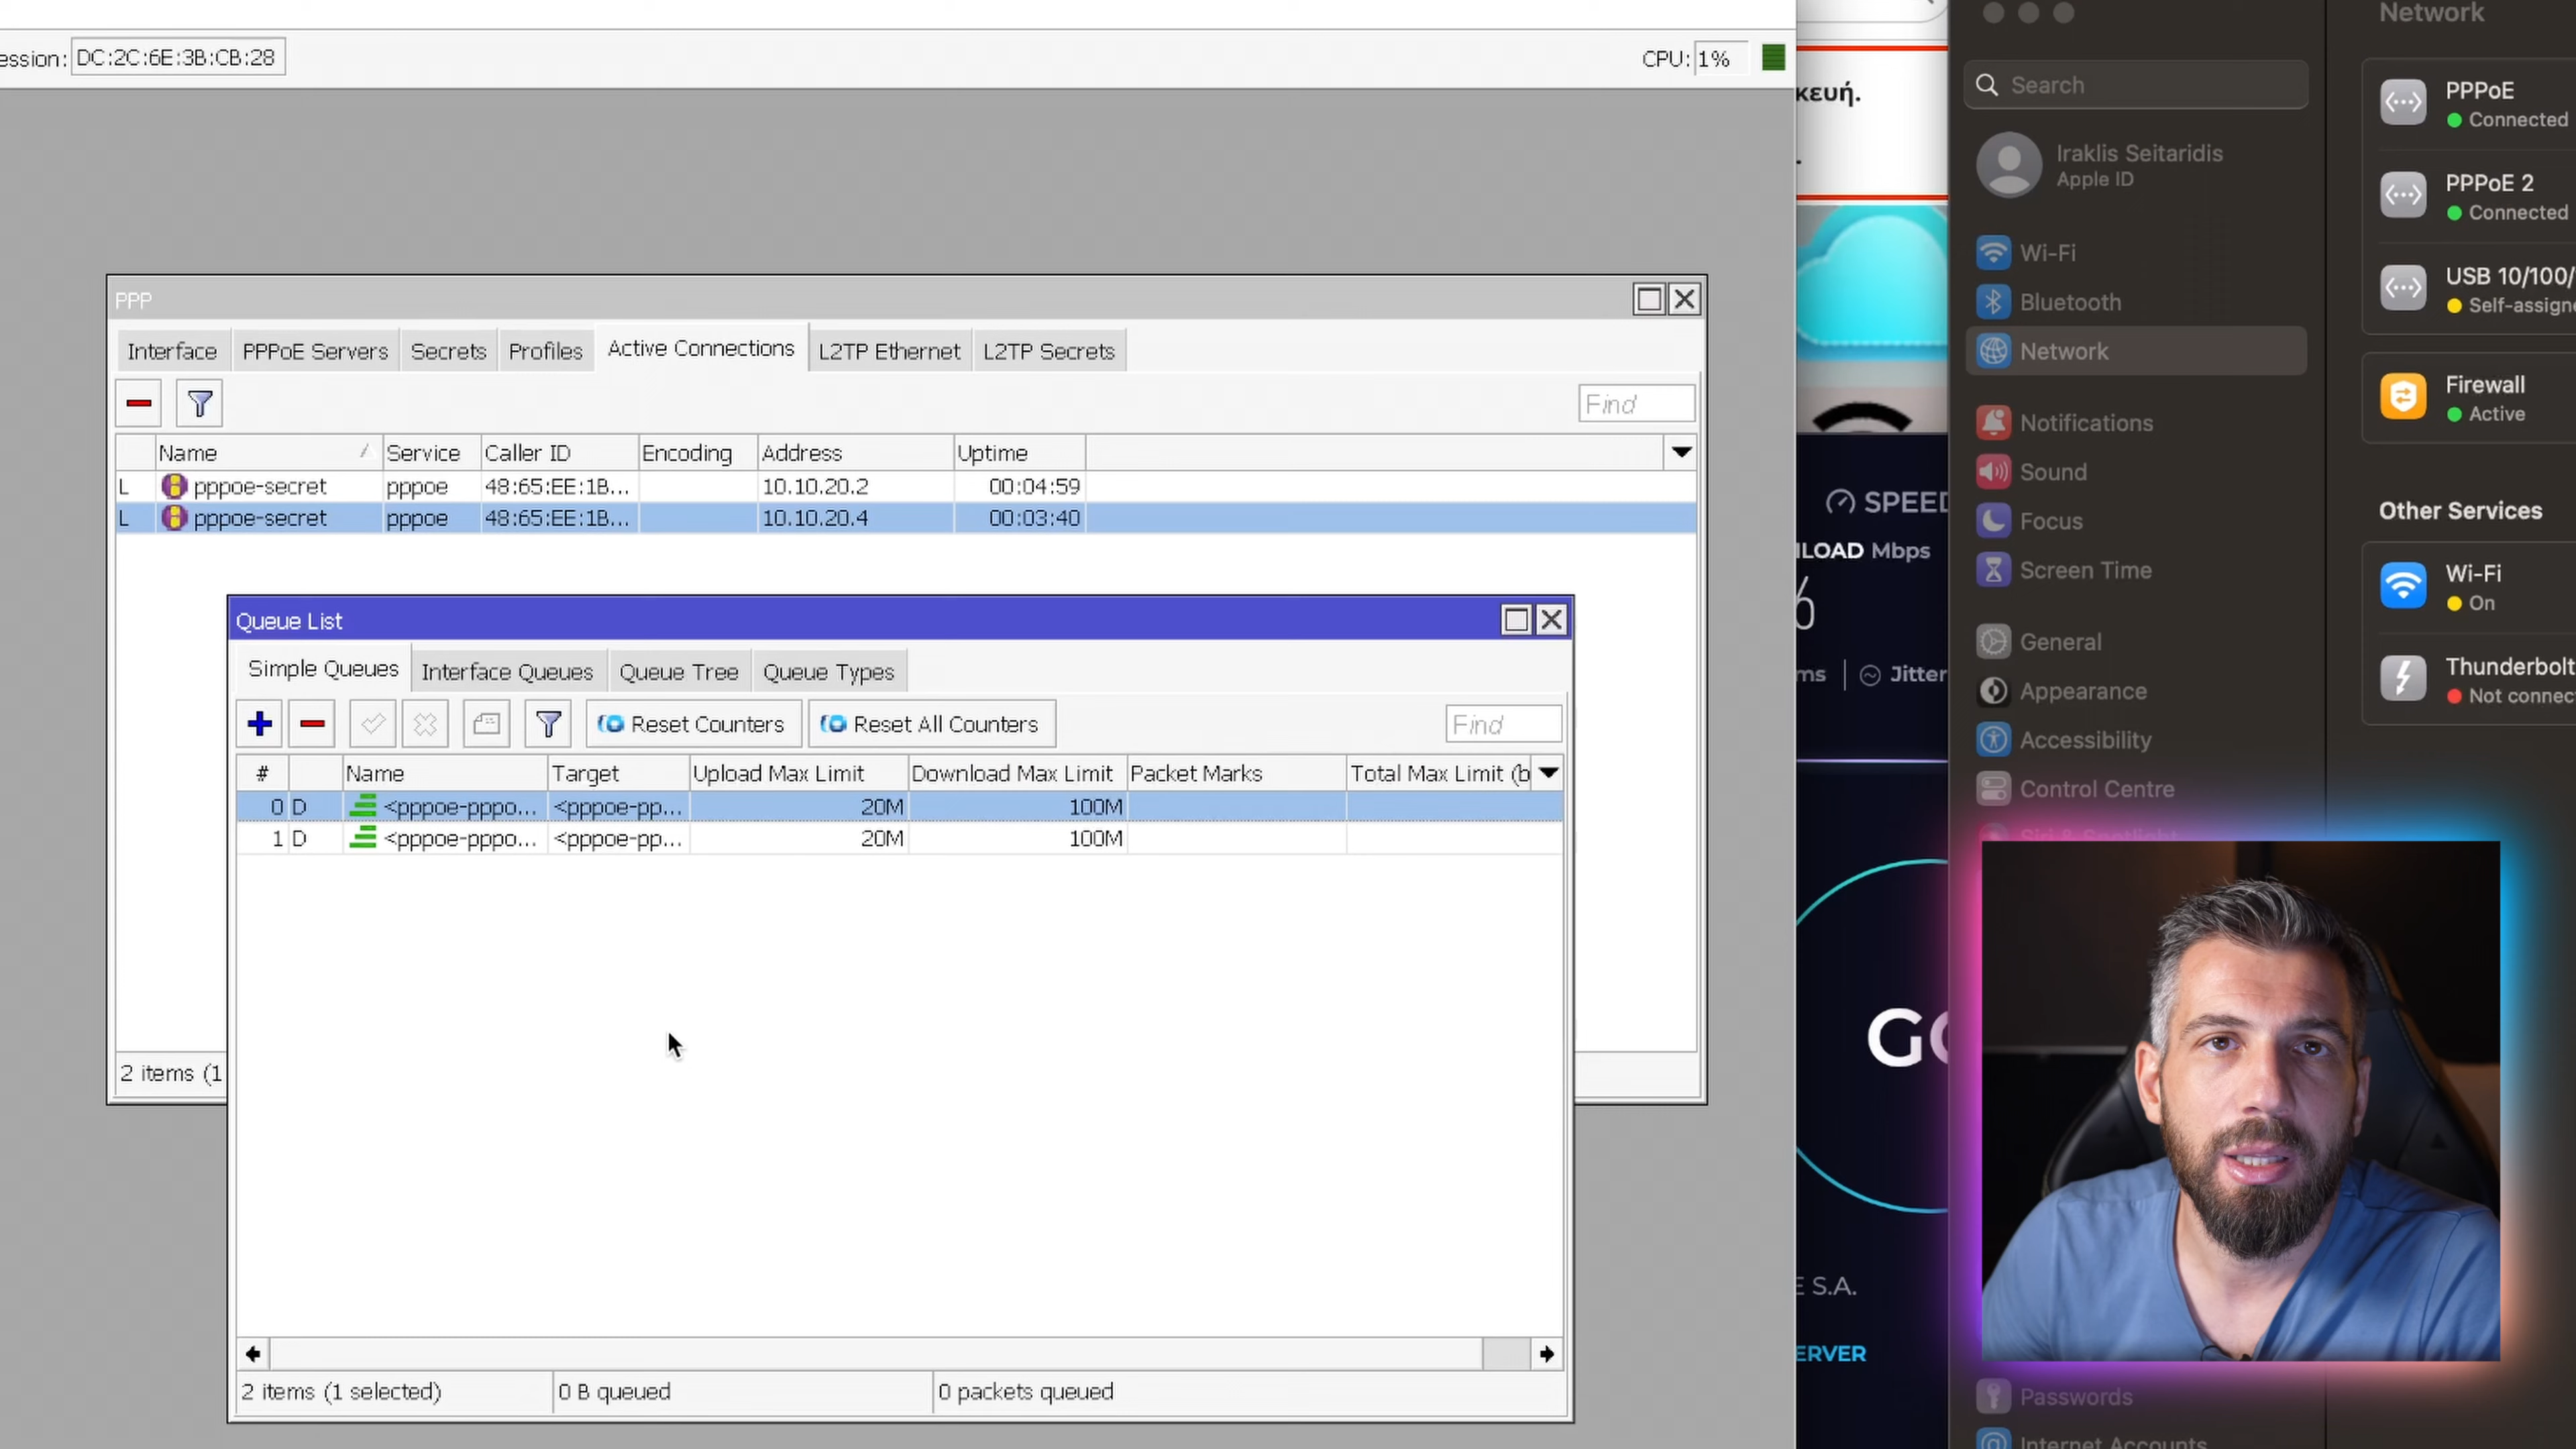 ession: DC:2C:6E:3B:CB:28
CPU: 1%
PPP
Interface PPPoE Servers Secrets Profiles Active Connections L2TP Ethernet L2TP Secrets
Find
Name Service Caller ID Encoding Address Uptime
L pppoe-secret pppoe 48:65:EE:1B... 10.10.20.2 00:04:59
L pppoe-secret pppoe 48:65:EE:1B... 10.10.20.4 00:03:40
2 items (1
Queue List
Simple Queues Interface Queues Queue Tree Queue Types
Reset Counters Reset All Counters Find
# Name Target Upload Max Limit Download Max Limit Packet Marks Total Max Limit (b
0 D <pppoe-pppo... <pppoe-pp... 20M 100M
1 D <pppoe-pppo... <pppoe-pp... 20M 100M
2 items (1 selected) 0 B queued 0 packets queued
κευή.
SPEED
LOAD Mbps
ms Jitter
GO
E S.A.
ERVER
Search
Iraklis Seitaridis
Apple ID
Wi-Fi
Bluetooth
Network
Notifications
Sound
Focus
Screen Time
General
Appearance
Accessibility
Control Centre
Siri & Spotlight
Passwords
Internet Accounts
Network
PPPoE
Connected
PPPoE 2
Connected
USB 10/100/
Self-assigne
Firewall
Active
Other Services
Wi-Fi
On
Thunderbolt
Not connec